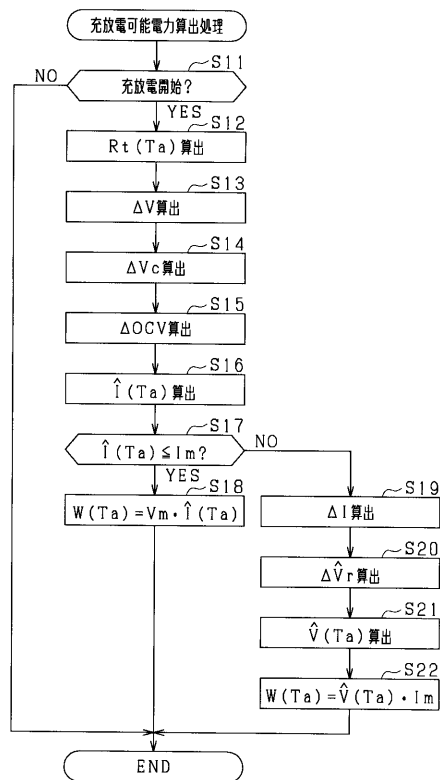 充放電可能電力算出処理
S11
NO
充放電開始?
YES
S12
Rt(Ta)算出
S13
ΔV算出
S14
ΔVc算出
S15
ΔOCV算出
S16
Î(Ta)算出
S17
Î(Ta)≦Im?
NO
YES
S18
W(Ta)=Vm・Î(Ta)
S19
ΔI算出
S20
ΔV̂r算出
S21
V̂(Ta)算出
S22
W(Ta)=V̂(Ta)・Im
END